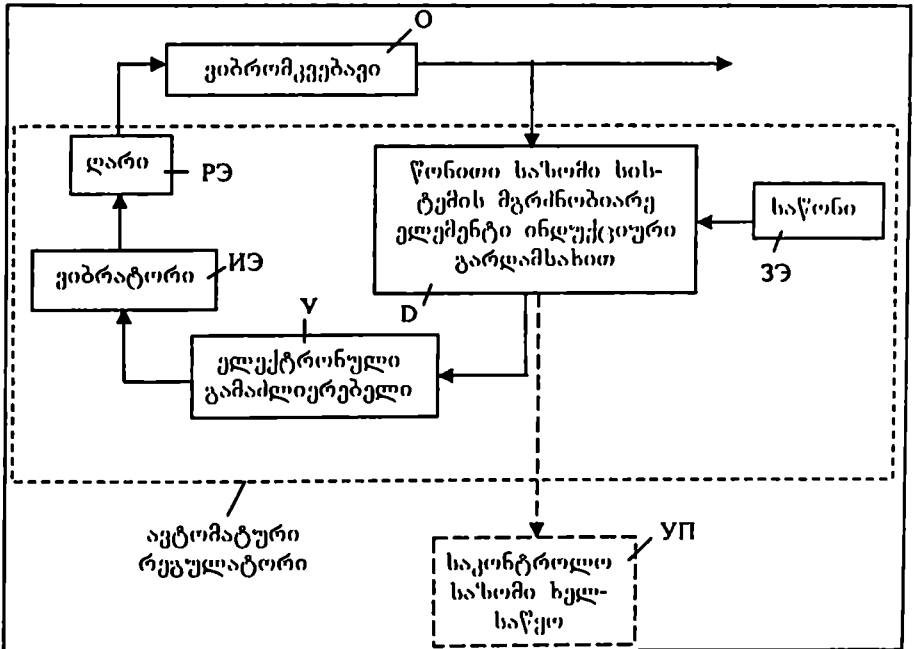 O
ვიბრომკვებავი
ღარი
РЭ
წონითი საზომი სის-
ტემის მგრძნობიარე
ელემენტი ინდუქციური
გარდამსახით
საწონი
ЗЭ
ვიბრატორი
ИЭ
D
У
ელექტრონული
გამაძლიერებელი
ავტომატური
რეგულატორი
УП
საკონტროლო
საზომი ხელ-
საწყო